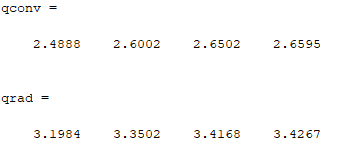 qconv =
2.4888 2.6002 2.6502 2.6595
qrad =
3.1984 3.3502 3.4168 3.4267